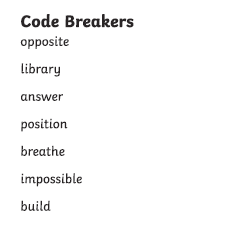 Code Breakers
opposite
library
answer
position
breathe
impossible
build